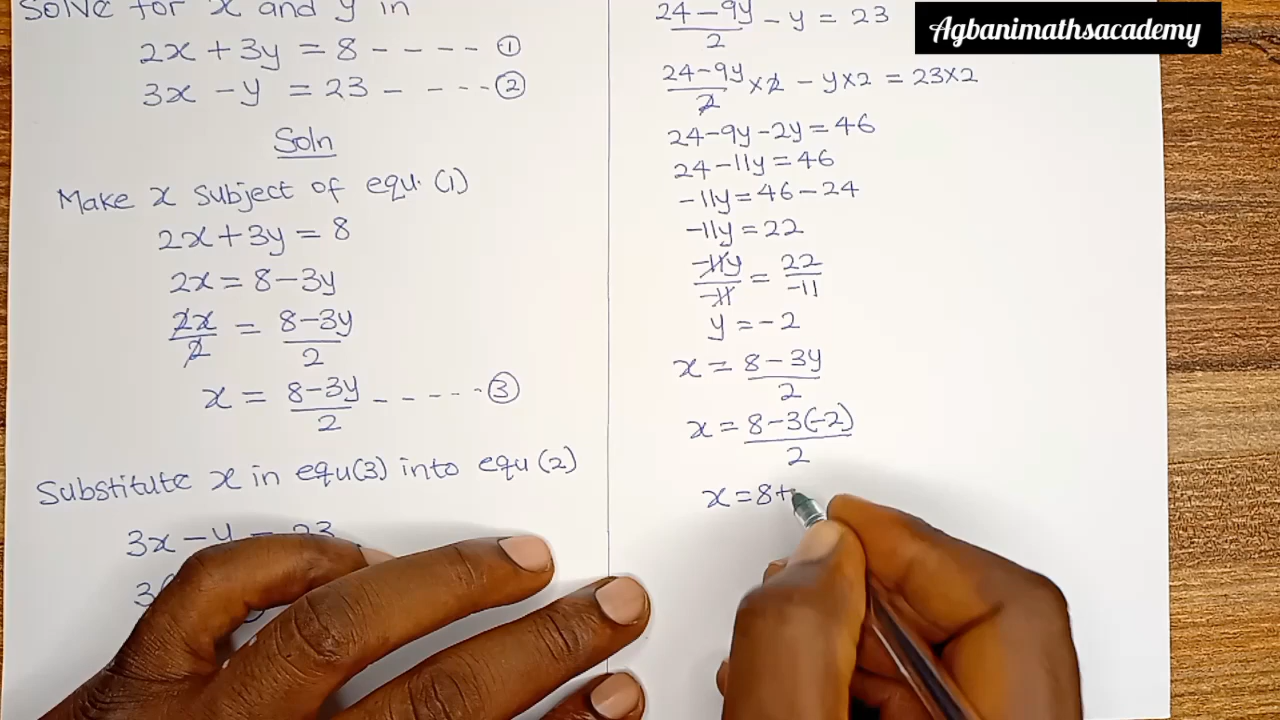 Solve for x and y in
2x + 3y = 8 - - - - ①
3x - y = 23 - - - - ②
Soln
Make x subject of equ. (1)
2x + 3y = 8
2x = 8 - 3y
2x/2 = 8-3y/2
x = 8-3y/2 - - - - - ③
Substitute x in equ(3) into equ(2)
3x - y = 23
24-9y/2 - y = 23
24-9y/2 ×2 - y×2 = 23×2
24-9y-2y = 46
24-11y = 46
-11y = 46-24
-11y = 22
-11y/-11 = 22/-11
y = -2
x = 8-3y/2
x = 8-3(-2)/2
x = 8+
Agbanimathsacademy